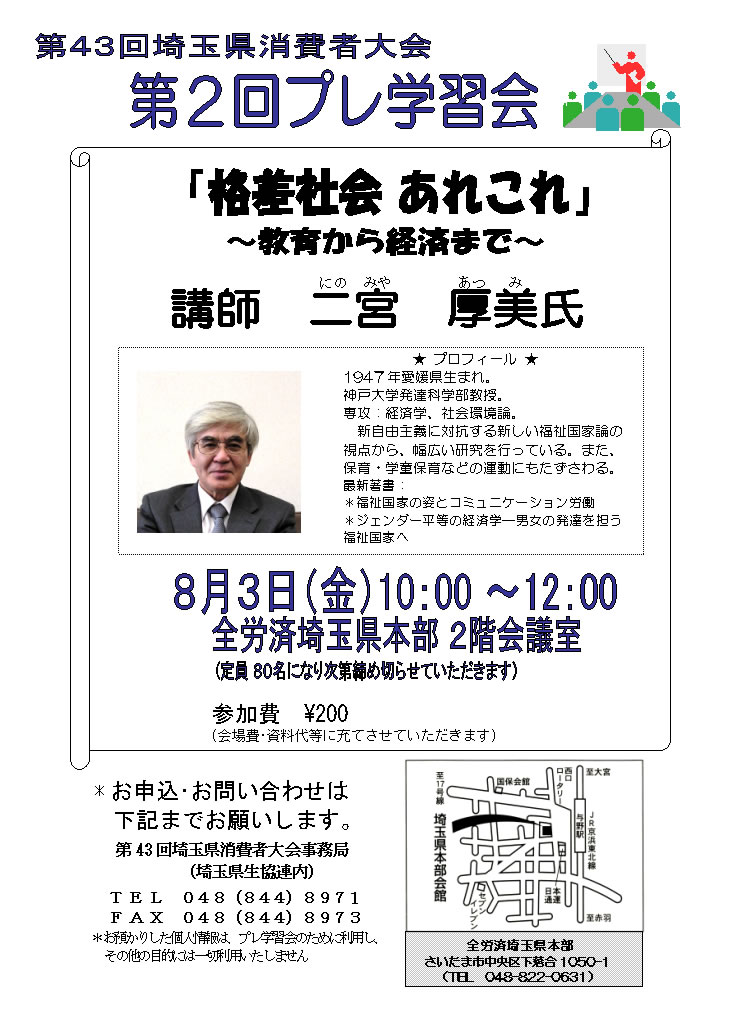 第４３回埼玉県消費者大会
第２回プレ学習会
「格差社会 あれこれ」
～教育から経済まで～
にの みや あつ み
講師 二宮 厚美氏
★ プロフィール ★
１９４７年愛媛県生まれ。
神戸大学発達科学部教授。
専攻：経済学、社会環境論。
新自由主義に対抗する新しい福祉国家論の
視点から、幅広い研究を行っている。また、
保育・学童保育などの運動にもたずさわる。
最新著書：
＊福祉国家の姿とコミュニケーション労働
＊ジェンダー平等の経済学―男女の発達を担う
福祉国家へ
８月３日(金)10:00 ～12:00
全労済埼玉県本部 ２階会議室
(定員 80名になり次第締め切らせていただきます)
参加費 ¥200
(会場費・資料代等に充てさせていただきます)
＊お申込・お問い合わせは
下記までお願いします。
第 43 回埼玉県消費者大会事務局
(埼玉県生協連内)
ＴＥＬ ０４８（８４４）８９７１
ＦＡＸ ０４８（８４４）８９７３
＊お預かりした個人情報は、プレ学習会のために利用し、
その他の目的には一切利用いたしません
至17号線
国保会館
西口ロータリー
至大宮
与野駅
ＪＲ京浜東北線
埼玉県本部会館
日本通運
セブンイレブン
至赤羽
全労済埼玉県本部
さいたま市中央区下落合 1050-1
（TEL 048-822-0631）